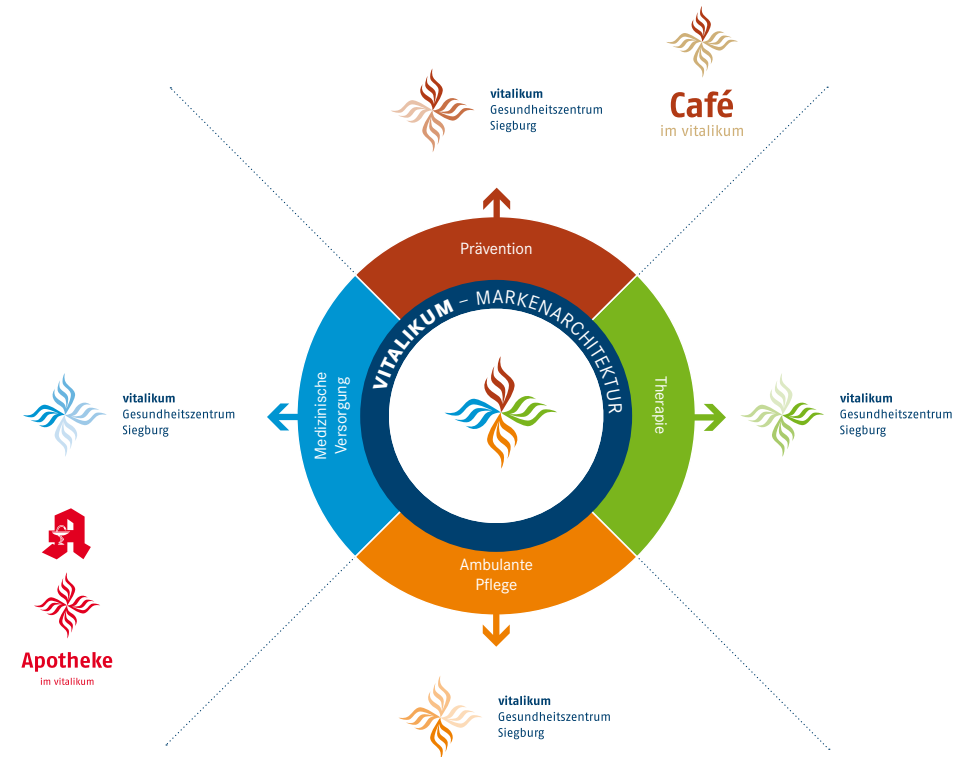 Café
im vitalikum
vitalikum
Gesundheitszentrum
Siegburg
Prävention
VITALIKUM – MARKENARCHITEKTUR
Medizinische
Versorgung
Therapie
vitalikum
Gesundheitszentrum
Siegburg
vitalikum
Gesundheitszentrum
Siegburg
A
Apotheke
im vitalikum
Ambulante
Pflege
vitalikum
Gesundheitszentrum
Siegburg